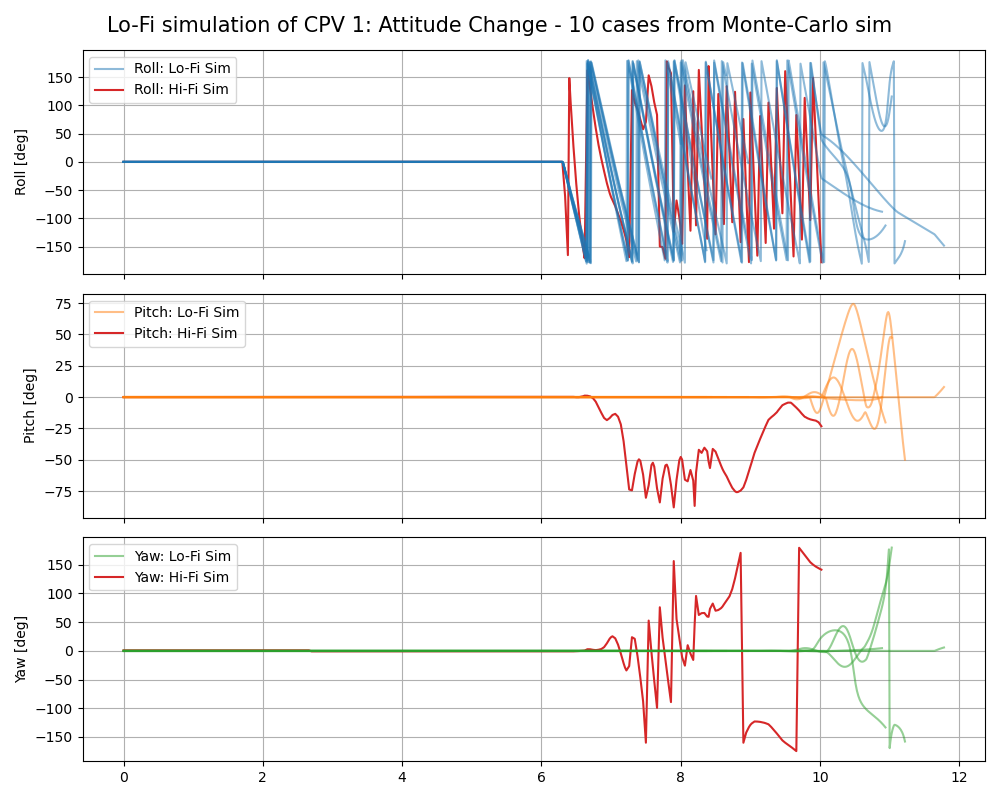 Lo-Fi simulation of CPV 1: Attitude Change - 10 cases from Monte-Carlo sim
Roll [deg]
150
100
50
0
−50
−100
−150
Roll: Lo-Fi Sim
Roll: Hi-Fi Sim
Pitch [deg]
75
50
25
0
−25
−50
−75
Pitch: Lo-Fi Sim
Pitch: Hi-Fi Sim
Yaw [deg]
150
100
50
0
−50
−100
−150
Yaw: Lo-Fi Sim
Yaw: Hi-Fi Sim
0 2 4 6 8 10 12